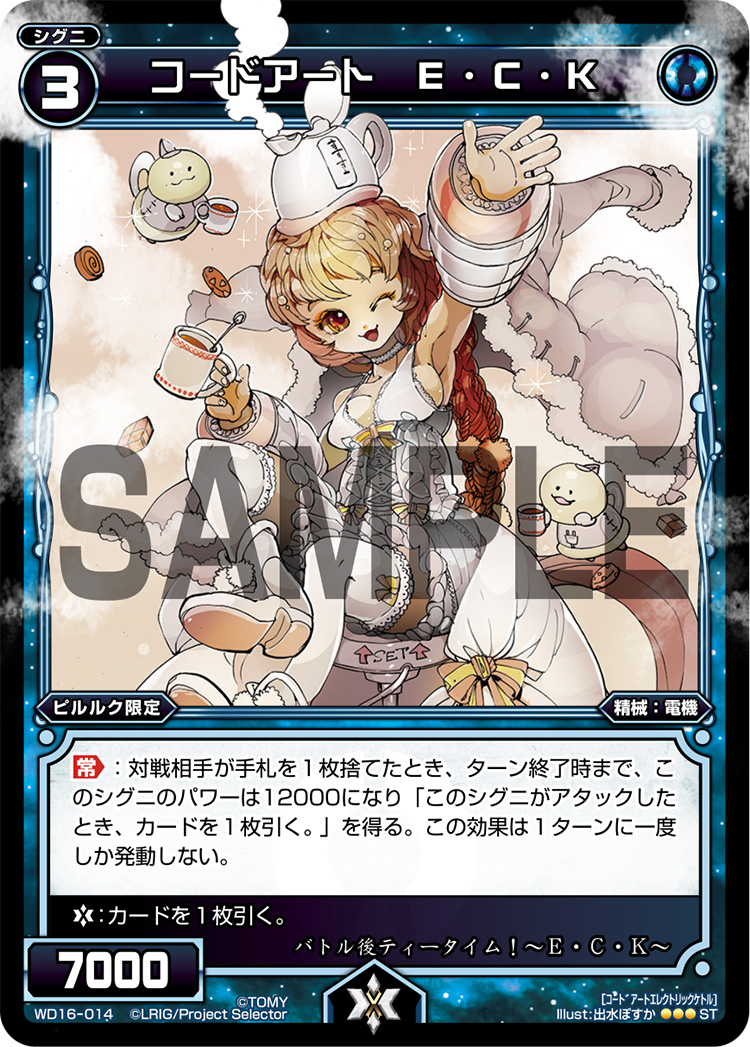 シグニ
3
コードアート E・C・K
SAMPLE
↑SET↑
ピルルク限定
精械：電機
常：対戦相手が手札を１枚捨てたとき、ターン終了時まで、こ
のシグニのパワーは12000になり「このシグニがアタックした
とき、カードを１枚引く。」を得る。この効果は１ターンに一度
しか発動しない。
：カードを１枚引く。
バトル後ティータイム！～E・C・K～
7000
©TOMY
[コードアートエレクトリックケトル]
WD16-014 ©LRIG/Project Selector
Illust:出水ぽすか ST